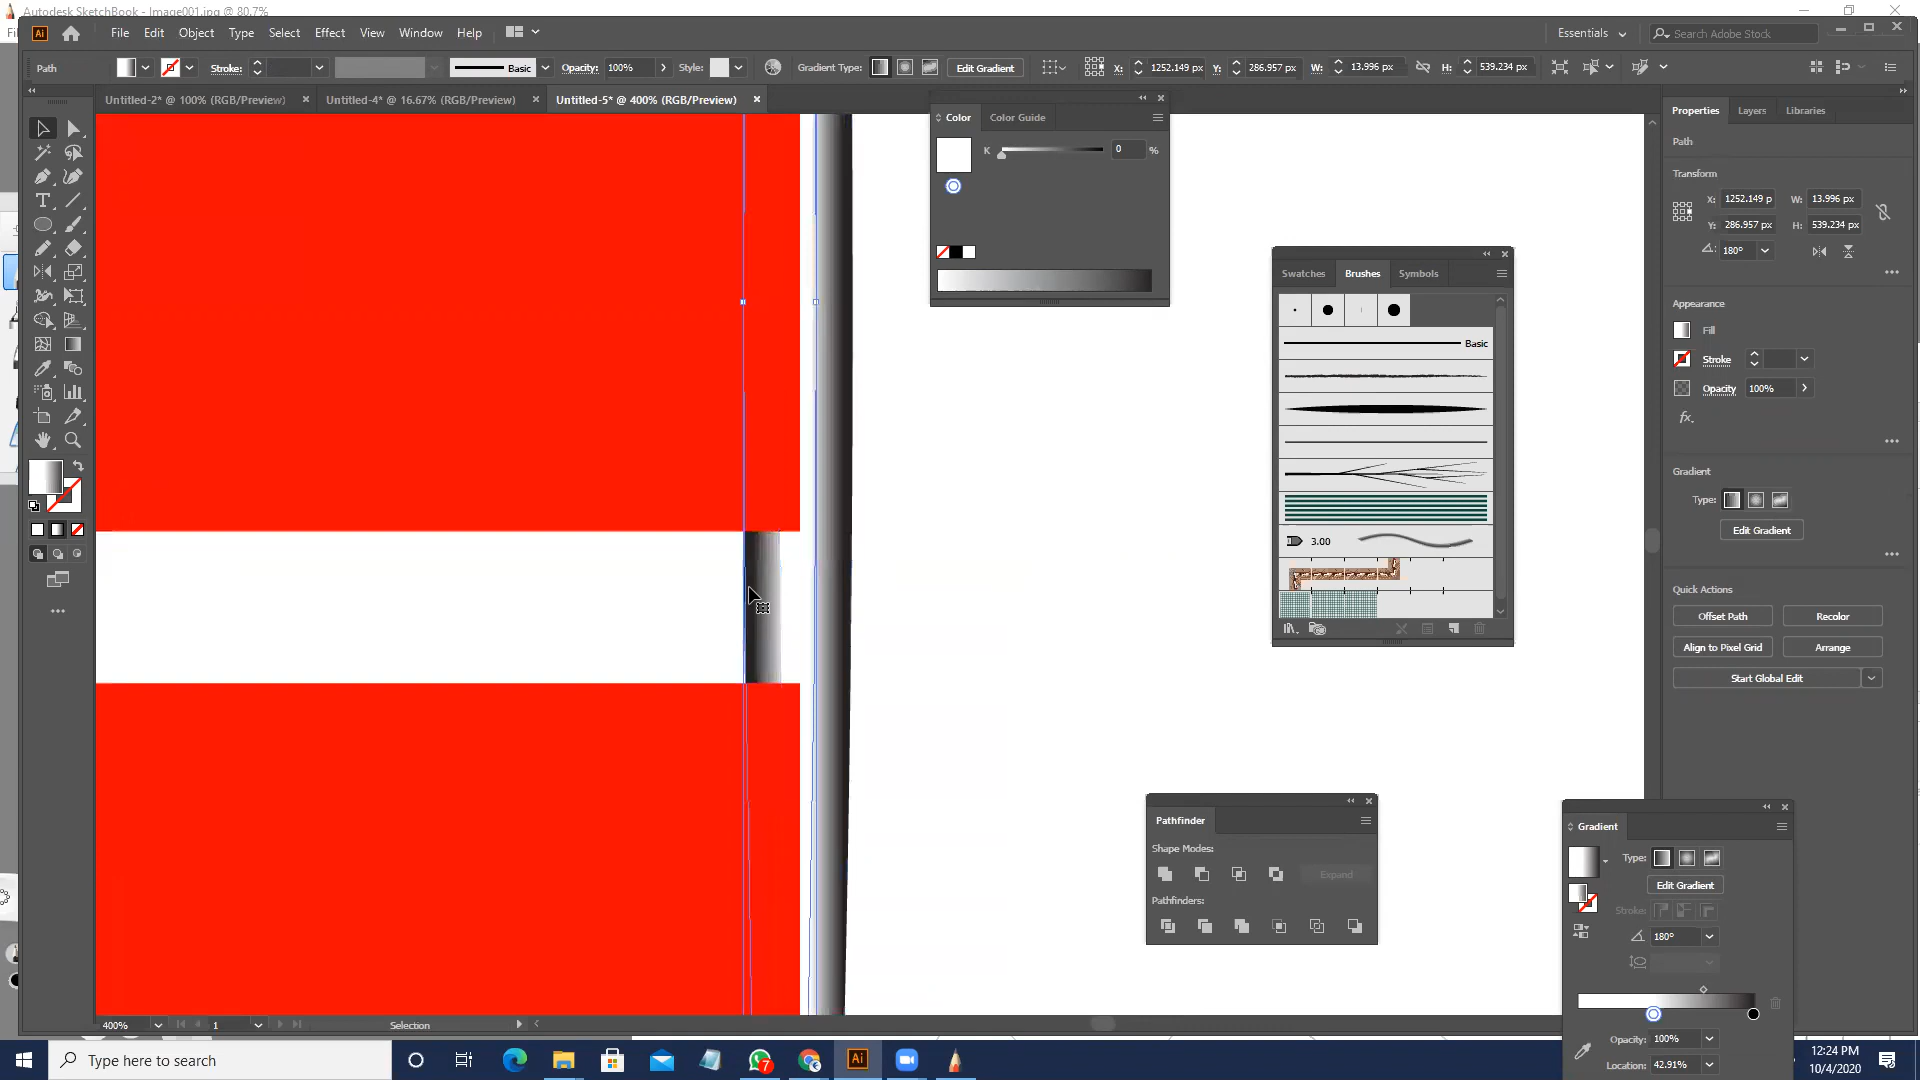 Autodesk SketchBook - Image001.jpg @ 80.7%
Ai File Edit Object Type Select Effect View Window Help Essentials Search Adobe Stock
Path Stroke: Basic Opacity: 100% Style: Gradient Type: Edit Gradient X: 1252.149 px Y: 286.957 px W: 13.996 px H: 539.234 px
Untitled-2* @ 100% (RGB/Preview) × Untitled-4* @ 16.67% (RGB/Preview) × Untitled-5* @ 400% (RGB/Preview) ×
Color Color Guide
K 0 %
Swatches Brushes Symbols
Basic
3.00
Pathfinder
Shape Modes:
Expand
Pathfinders:
Properties Layers Libraries
Path
Transform
X: 1252.149 p W: 13.996 px
Y: 286.957 px H: 539.234 px
180°
Appearance
Fill
Stroke
Opacity 100%
fx.
Gradient
Type:
Edit Gradient
Quick Actions
Offset Path Recolor
Align to Pixel Grid Arrange
Start Global Edit
Gradient
Type:
Edit Gradient
Stroke:
180°
Opacity: 100%
Location: 42.91%
400% 1 Selection
Type here to search
7
Ai
12:24 PM
10/4/2020